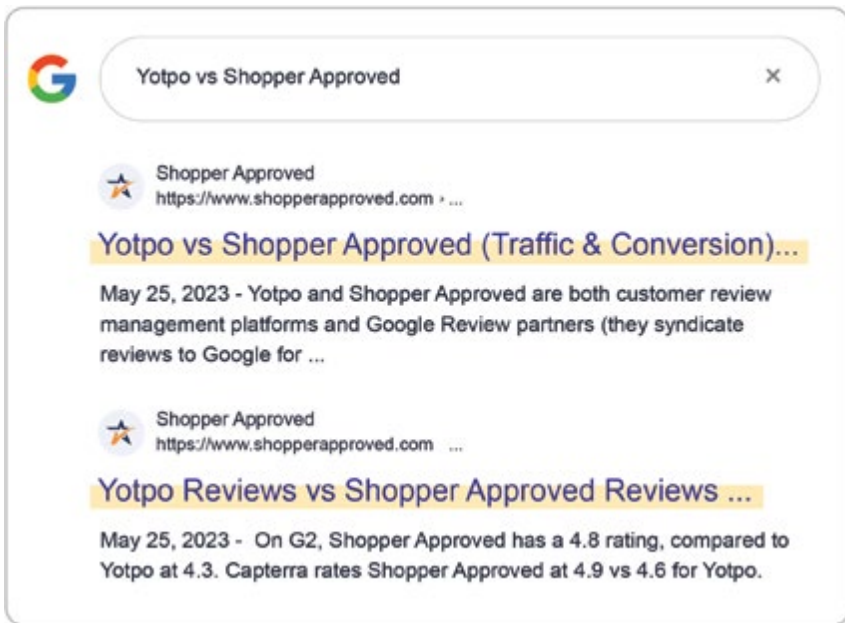 Yotpo vs Shopper Approved ×
Shopper Approved
https://www.shopperapproved.com › ...
Yotpo vs Shopper Approved (Traffic & Conversion)...
May 25, 2023 - Yotpo and Shopper Approved are both customer review
management platforms and Google Review partners (they syndicate
reviews to Google for ...
Shopper Approved
https://www.shopperapproved.com ...
Yotpo Reviews vs Shopper Approved Reviews ...
May 25, 2023 - On G2, Shopper Approved has a 4.8 rating, compared to
Yotpo at 4.3. Capterra rates Shopper Approved at 4.9 vs 4.6 for Yotpo.